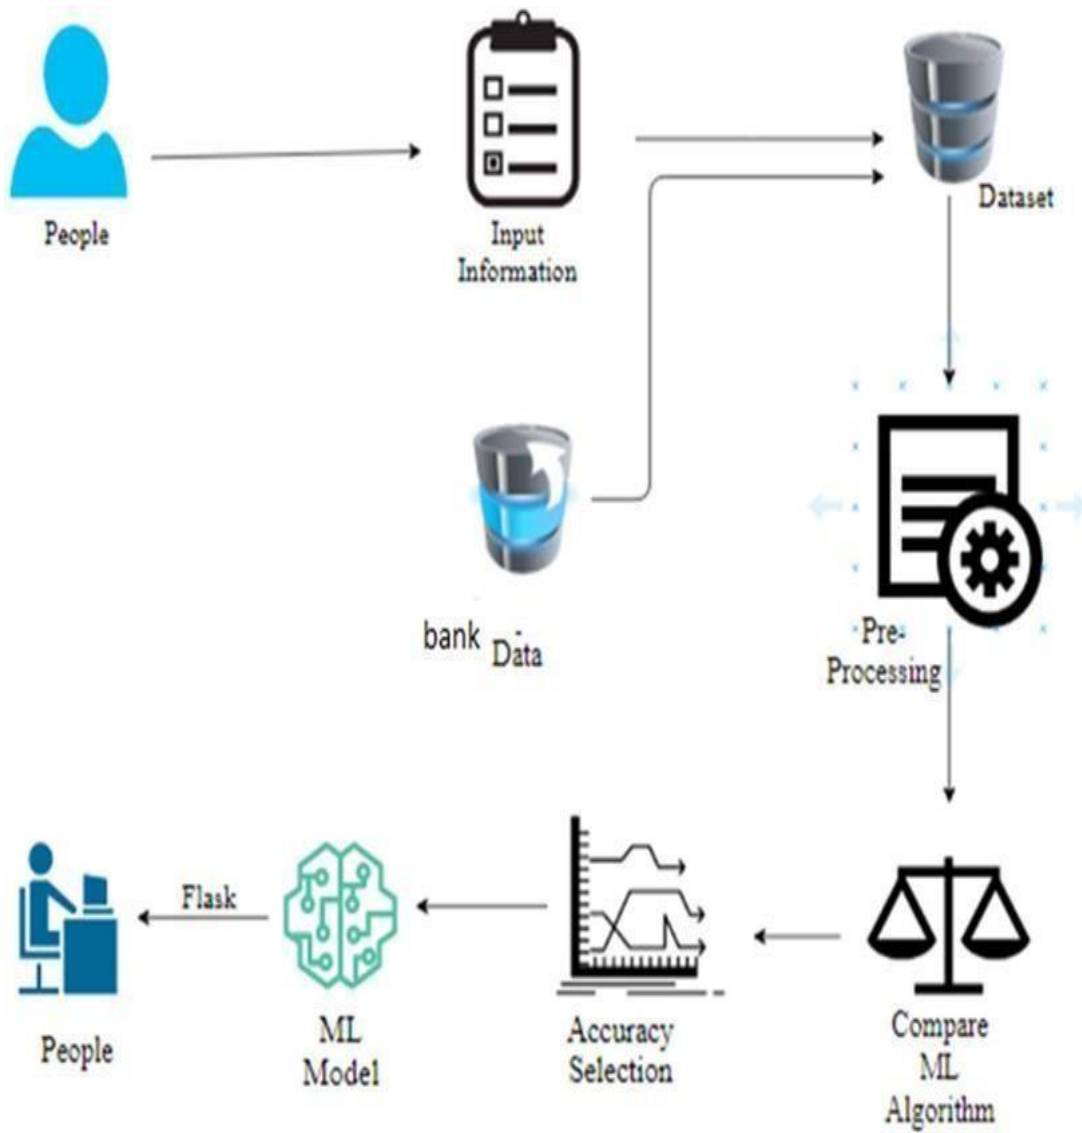 People
Input
Information
Dataset
bank Data
Pre-
Processing
Flask
People
ML
Model
Accuracy
Selection
Compare
ML
Algorithm